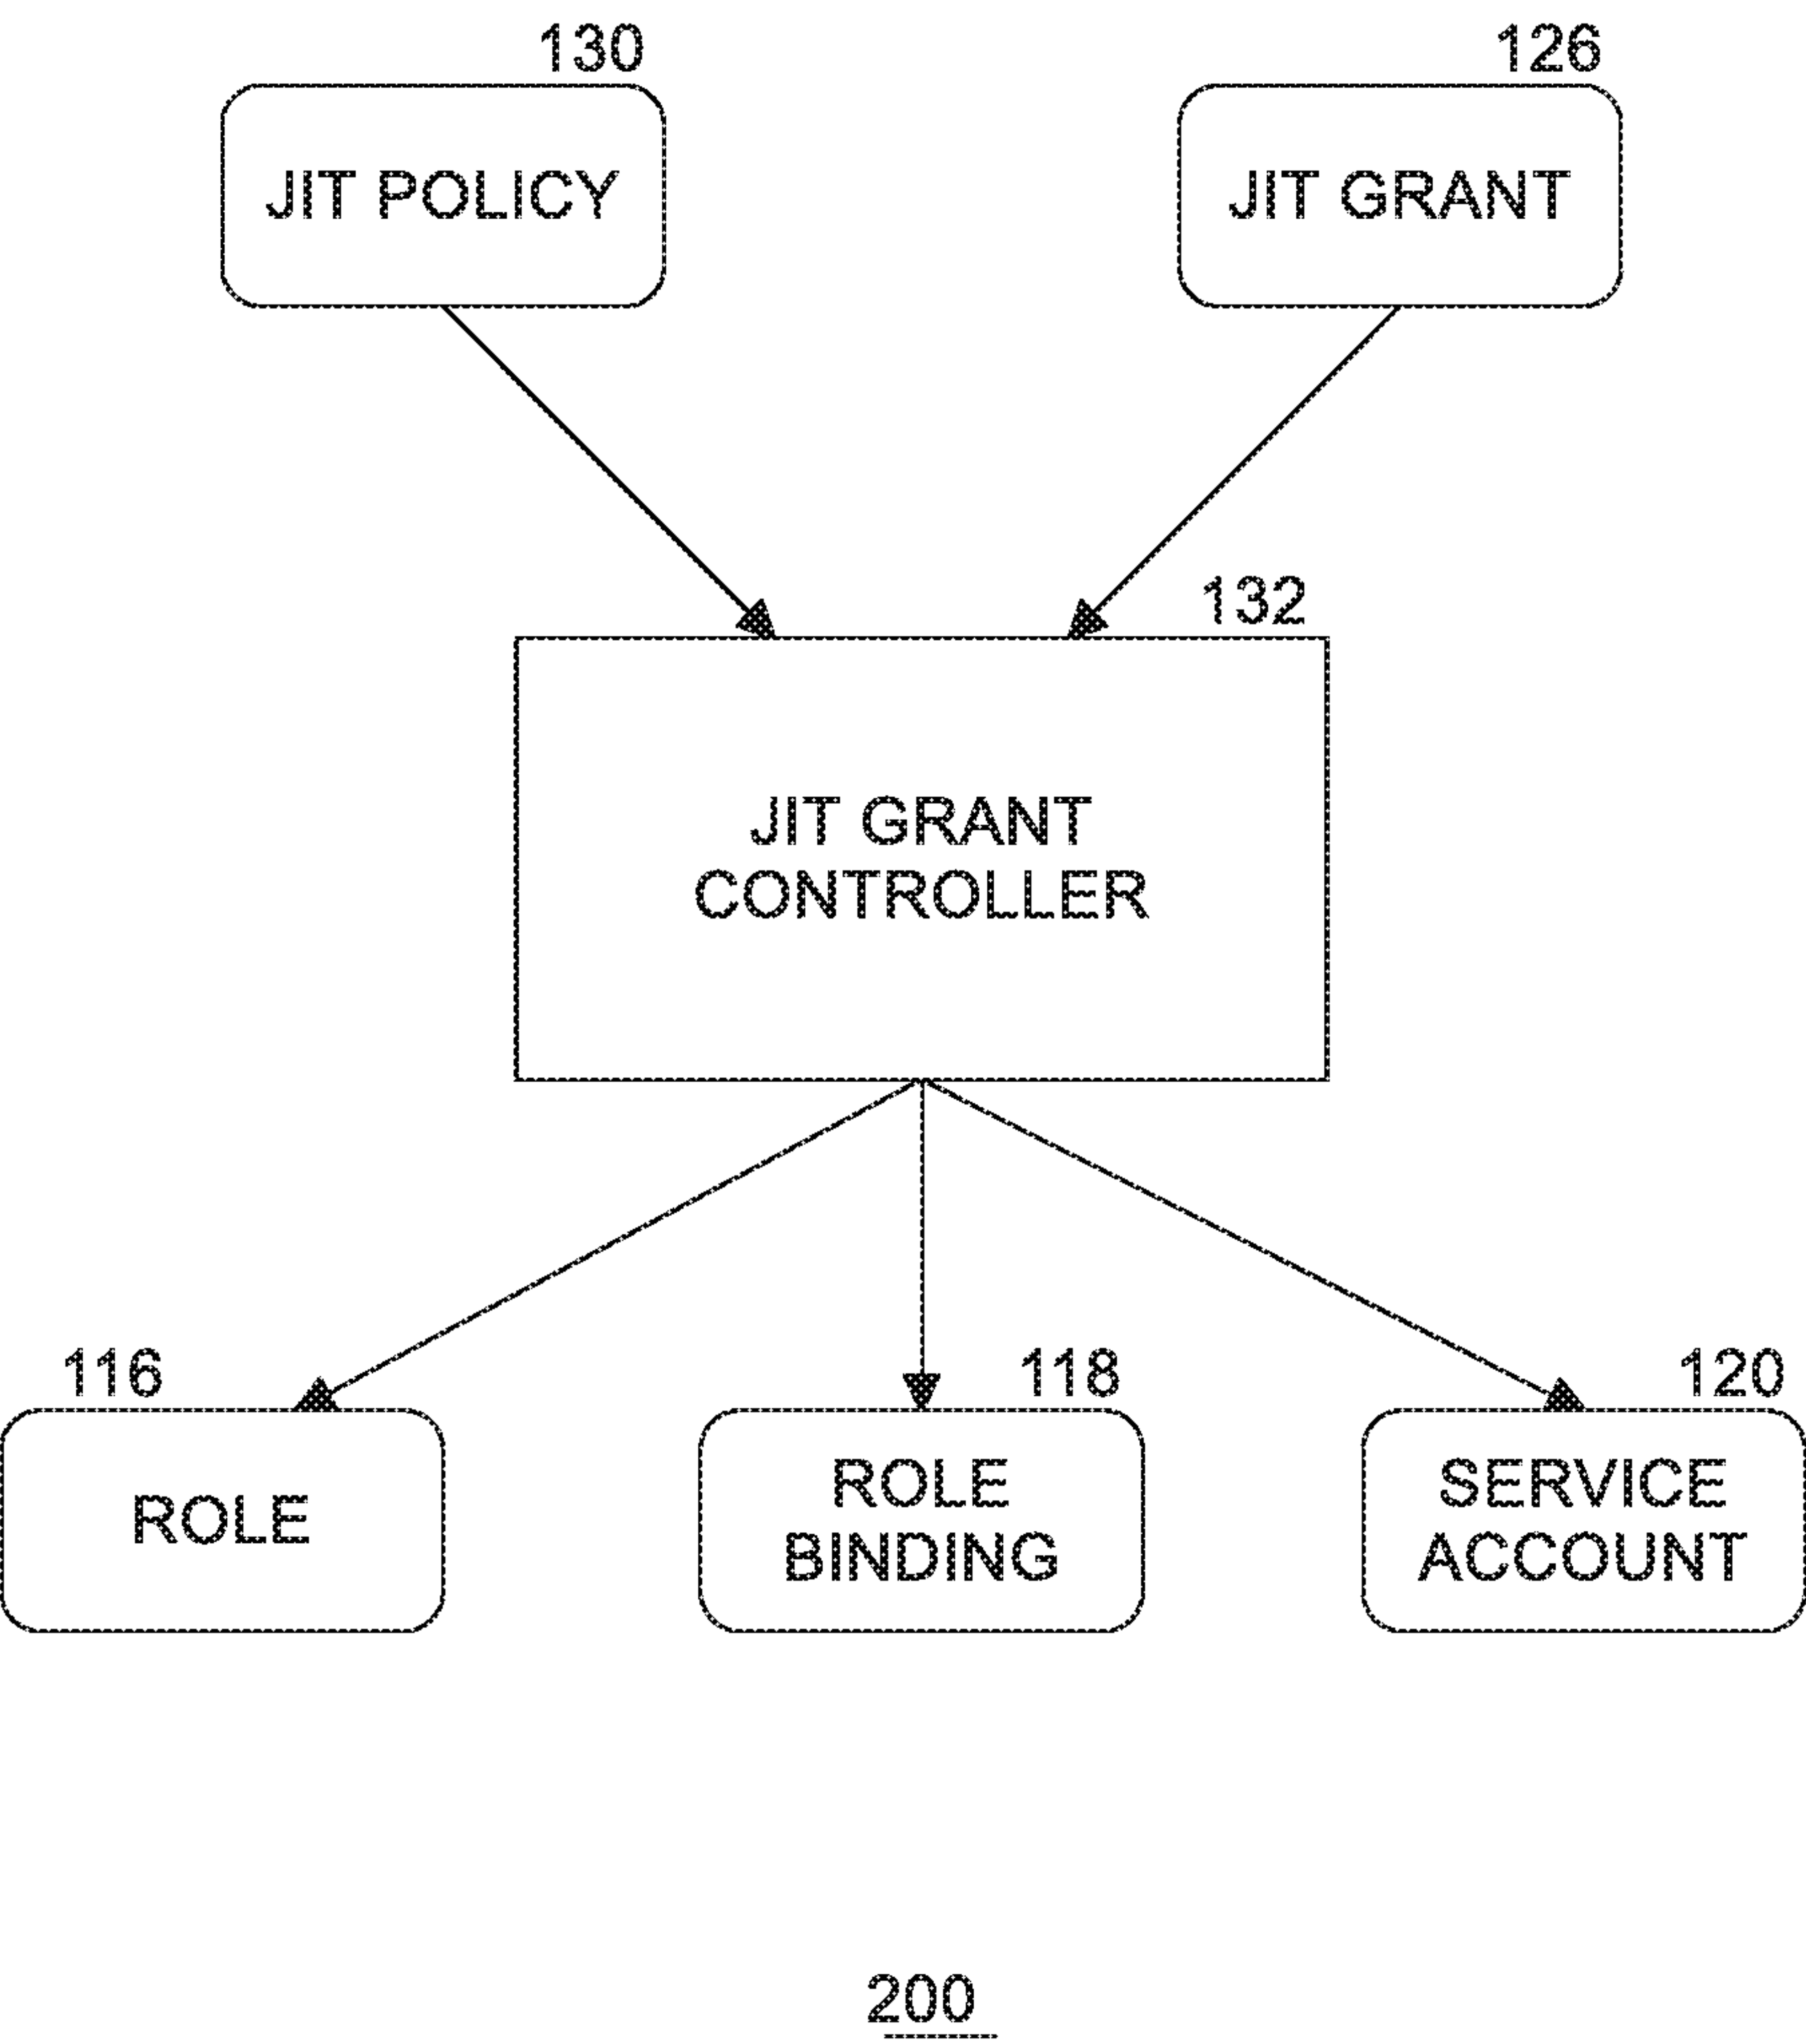 130
126
JIT POLICY
JIT GRANT
132
JIT GRANT
CONTROLLER
116
118
120
ROLE
ROLE
BINDING
SERVICE
ACCOUNT
200